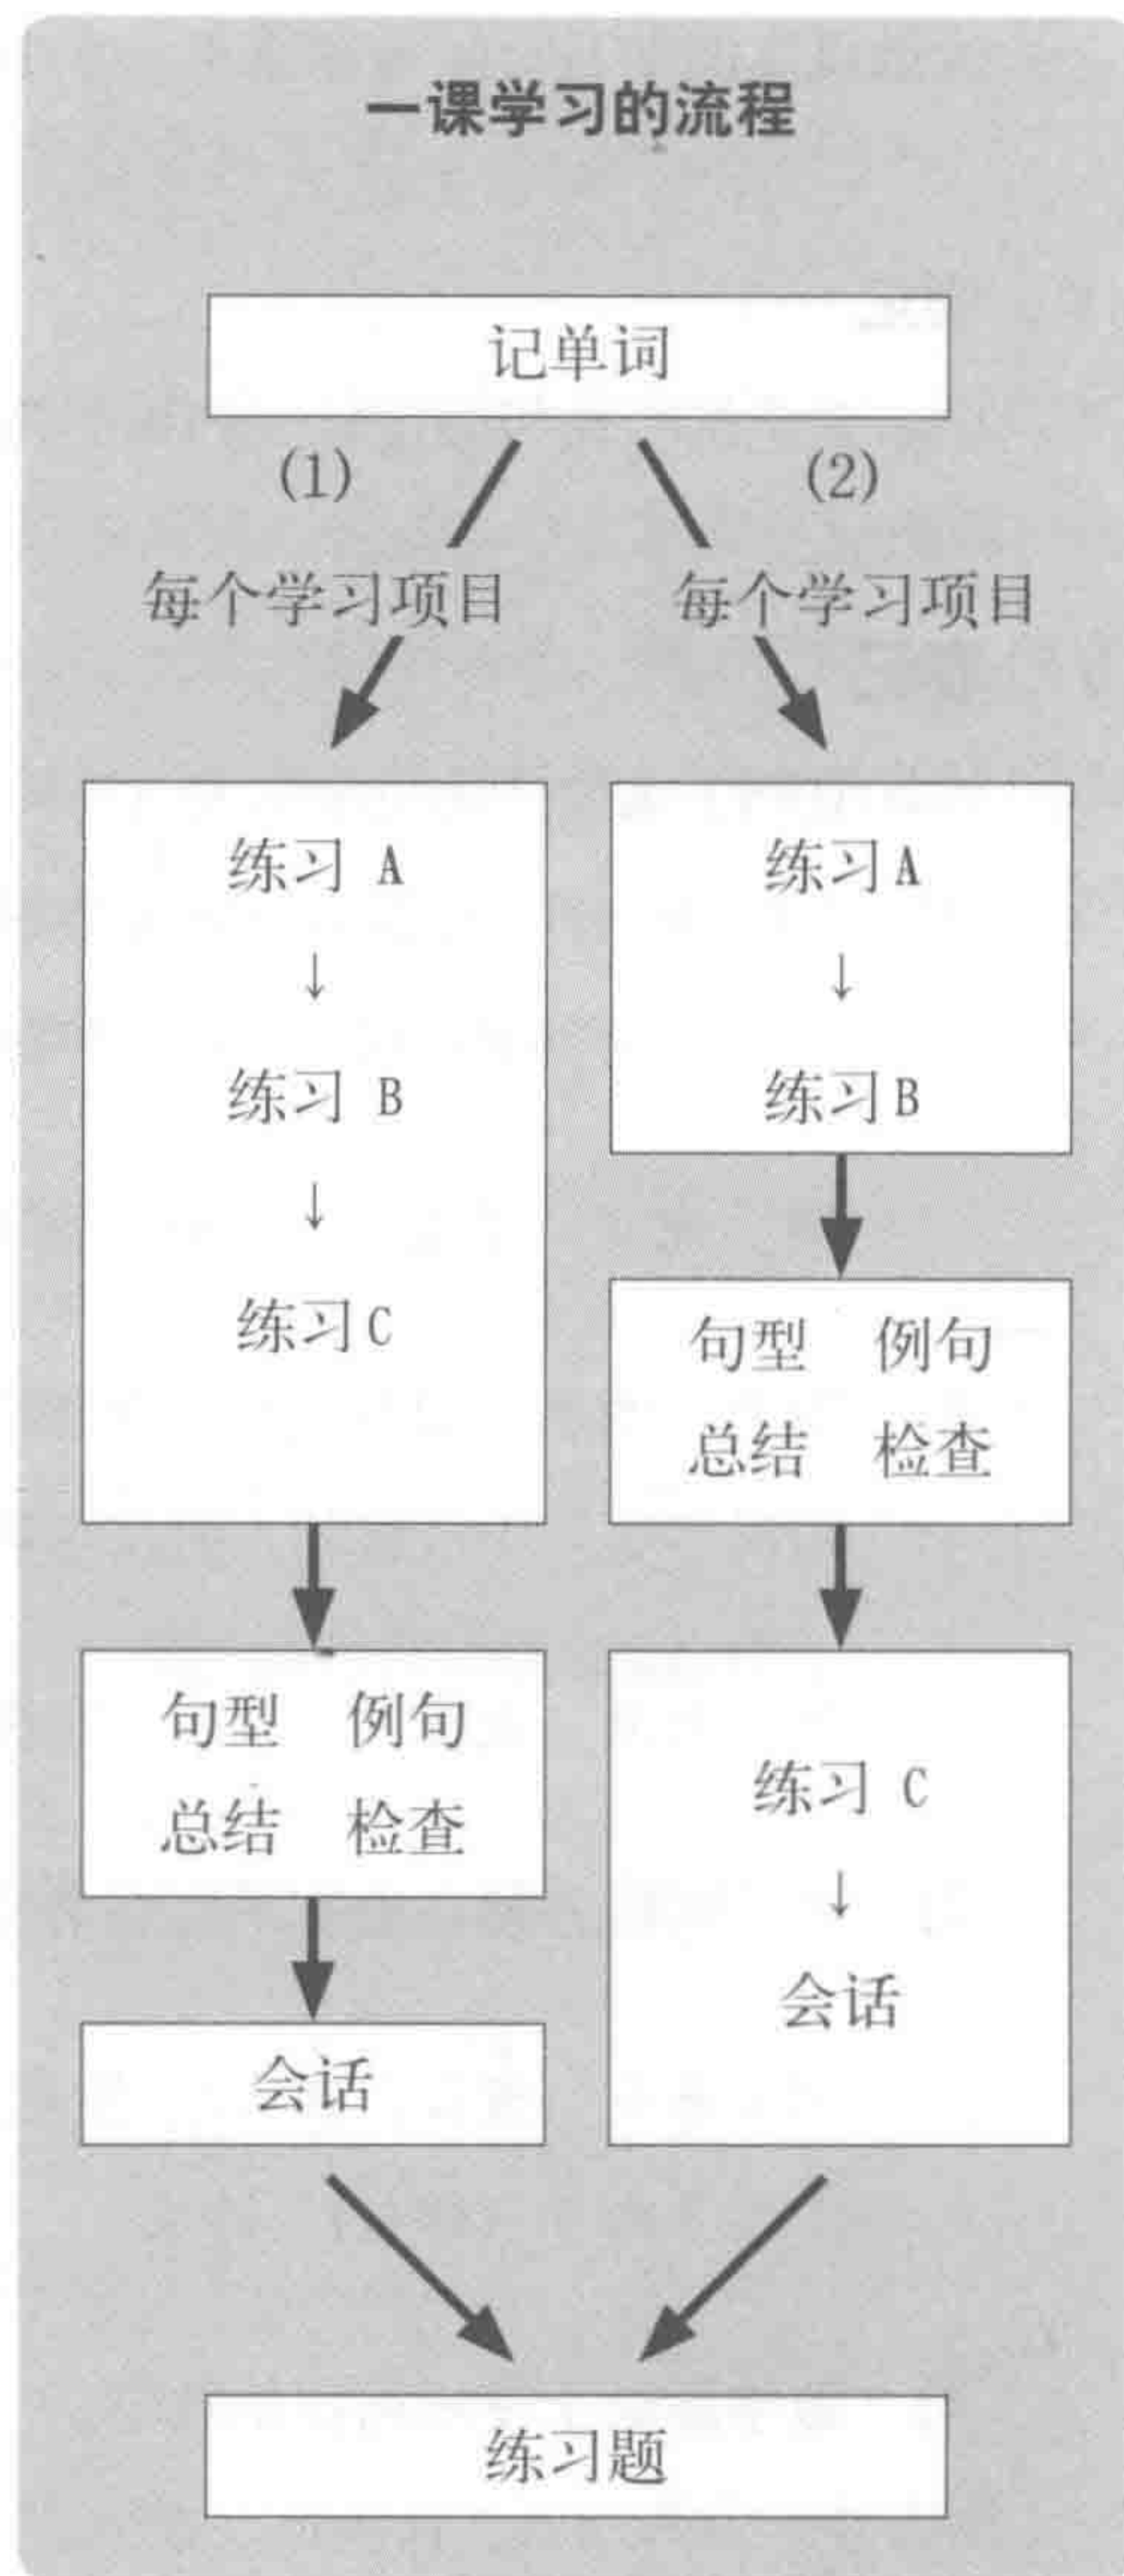 一课学习的流程
记单词
(1)
每个学习项目
练习 A
↓
练习 B
↓
练习 C
句型 例句
总结 检查
会话
(2)
每个学习项目
练习 A
↓
练习 B
句型 例句
总结 检查
练习 C
↓
会话
练习题